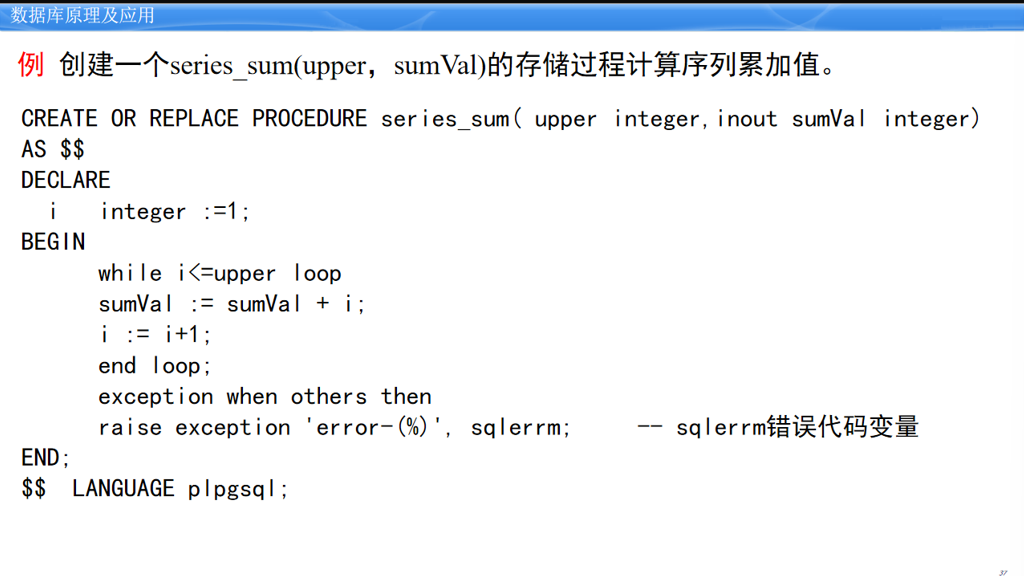 数据库原理及应用
例 创建一个series_sum(upper，sumVal)的存储过程计算序列累加值。
CREATE OR REPLACE PROCEDURE series_sum( upper integer,inout sumVal integer)
AS $$
DECLARE
i integer :=1;
BEGIN
while i<=upper loop
sumVal := sumVal + i;
i := i+1;
end loop;
exception when others then
raise exception 'error-(%)', sqlerrm; -- sqlerrm错误代码变量
END;
$$ LANGUAGE plpgsql;
37